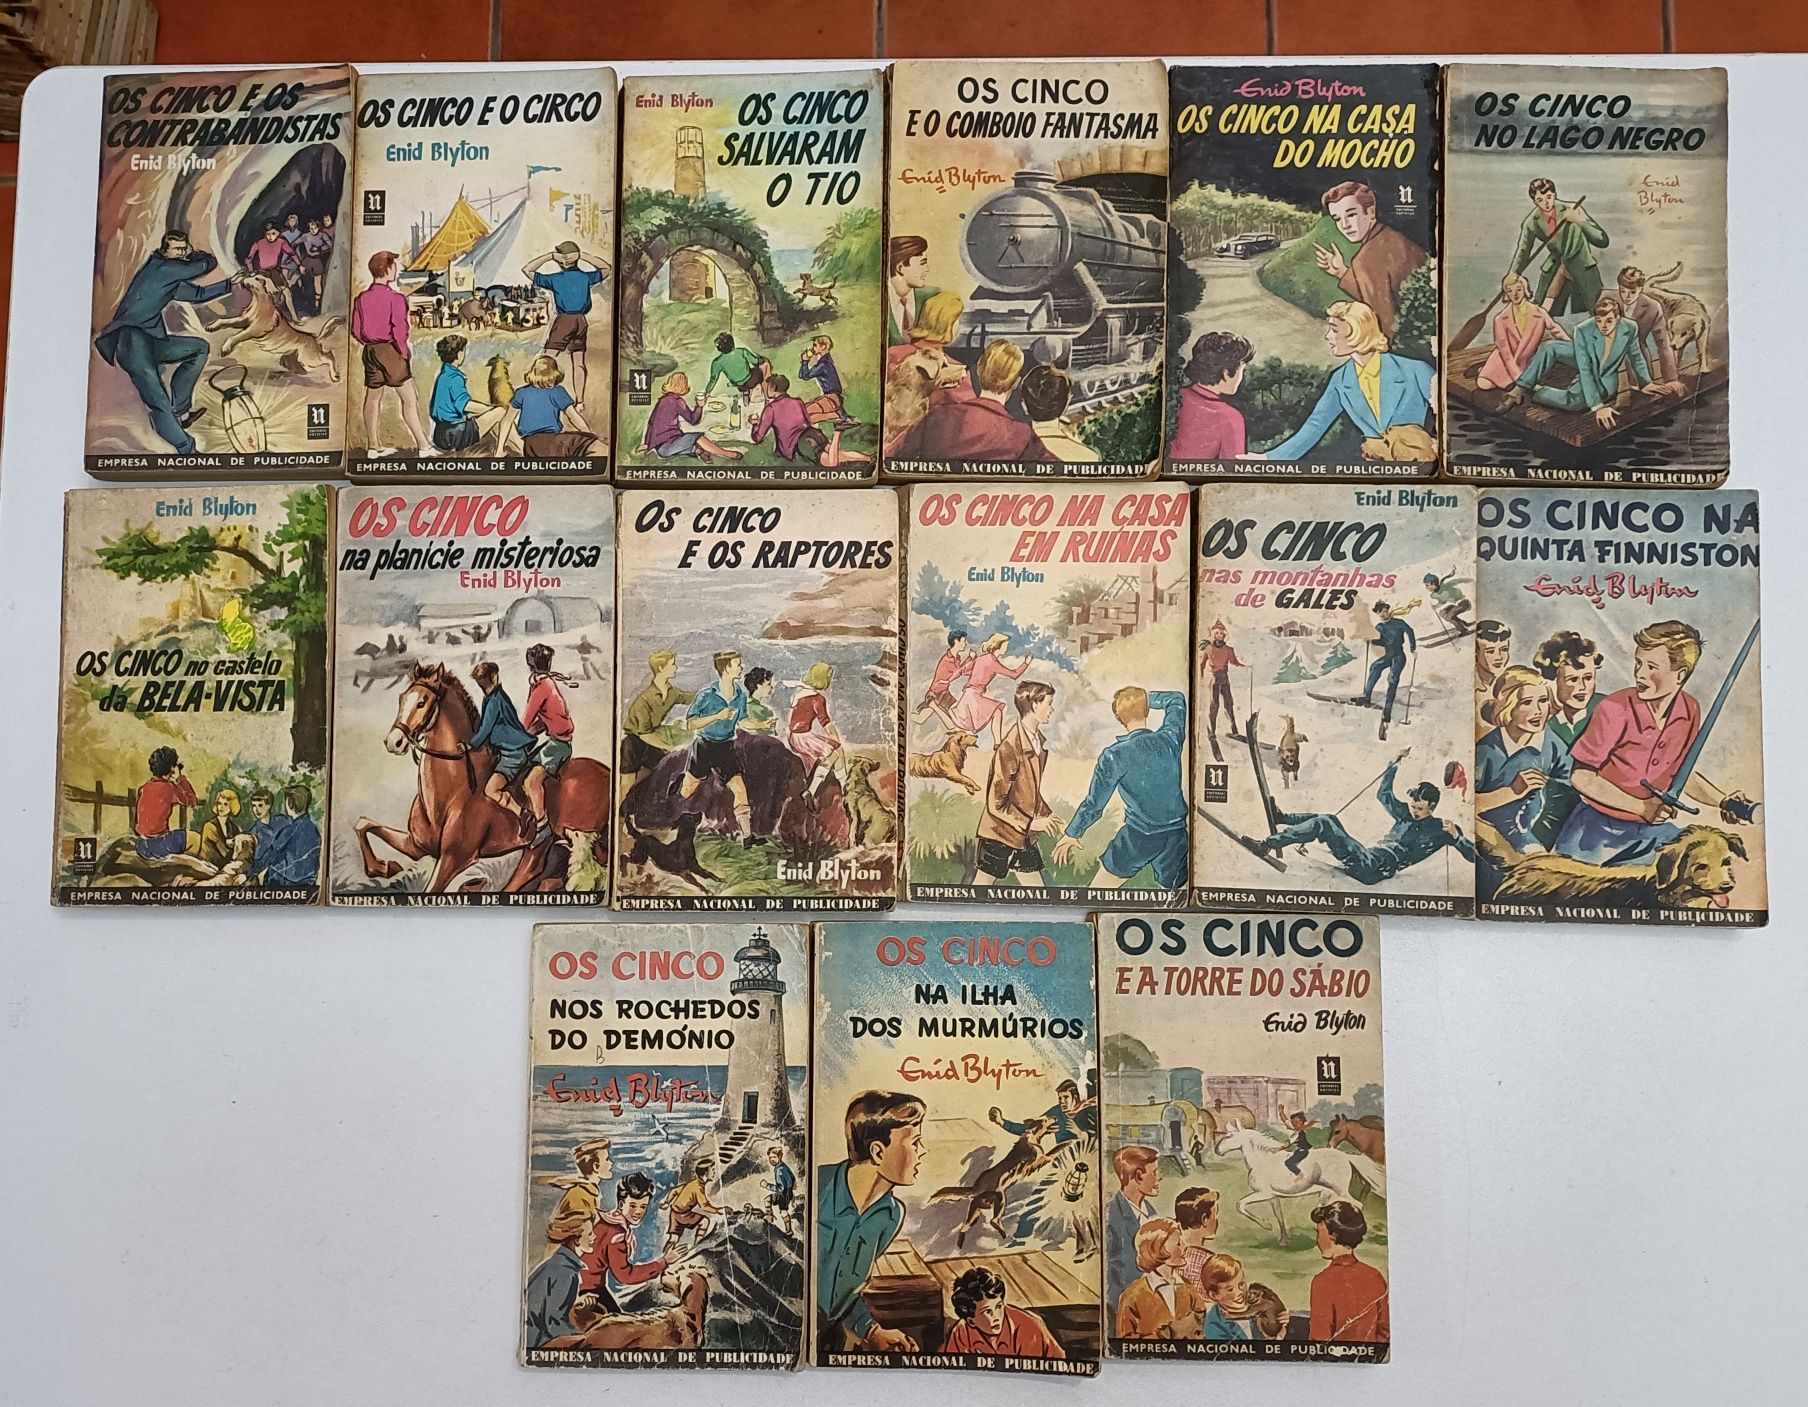 OS CINCO E OS
CONTRABANDISTAS
Enid Blyton
EMPRESA NACIONAL DE PUBLICIDADE
OS CINCO E O CIRCO
Enid Blyton
EMPRESA NACIONAL DE PUBLICIDADE
Enid Blyton
OS CINCO
SALVARAM
O TIO
EMPRESA NACIONAL DE PUBLICIDADE
OS CINCO
E O COMBOIO FANTASMA
Enid Blyton
EMPRESA NACIONAL DE PUBLICIDADE
Enid Blyton
OS CINCO NA CASA
DO MOCHO
EMPRESA NACIONAL DE PUBLICIDADE
OS CINCO
NO LAGO NEGRO
Enid
Blyton
EMPRESA NACIONAL DE PUBLICIDADE
Enid Blyton
OS CINCO no castelo
da BELA-VISTA
EMPRESA NACIONAL DE PUBLICIDADE
OS CINCO
na planície misteriosa
Enid Blyton
EMPRESA NACIONAL DE PUBLICIDADE
OS CINCO
E OS RAPTORES
Enid Blyton
EMPRESA NACIONAL DE PUBLICIDADE
OS CINCO NA CASA
EM RUÍNAS
Enid Blyton
EMPRESA NACIONAL DE PUBLICIDADE
Enid Blyton
OS CINCO
nas montanhas
de GALES
EMPRESA NACIONAL DE PUBLICIDADE
OS CINCO NA
QUINTA FINNISTON
Enid Blyton
EMPRESA NACIONAL DE PUBLICIDADE
OS CINCO
NOS ROCHEDOS
DO DEMÓNIO
Enid Blyton
EMPRESA NACIONAL DE PUBLICIDADE
OS CINCO
NA ILHA
DOS MURMÚRIOS
Enid Blyton
EMPRESA NACIONAL DE PUBLICIDADE
OS CINCO
E A TORRE DO SÁBIO
Enid Blyton
EMPRESA NACIONAL DE PUBLICIDADE